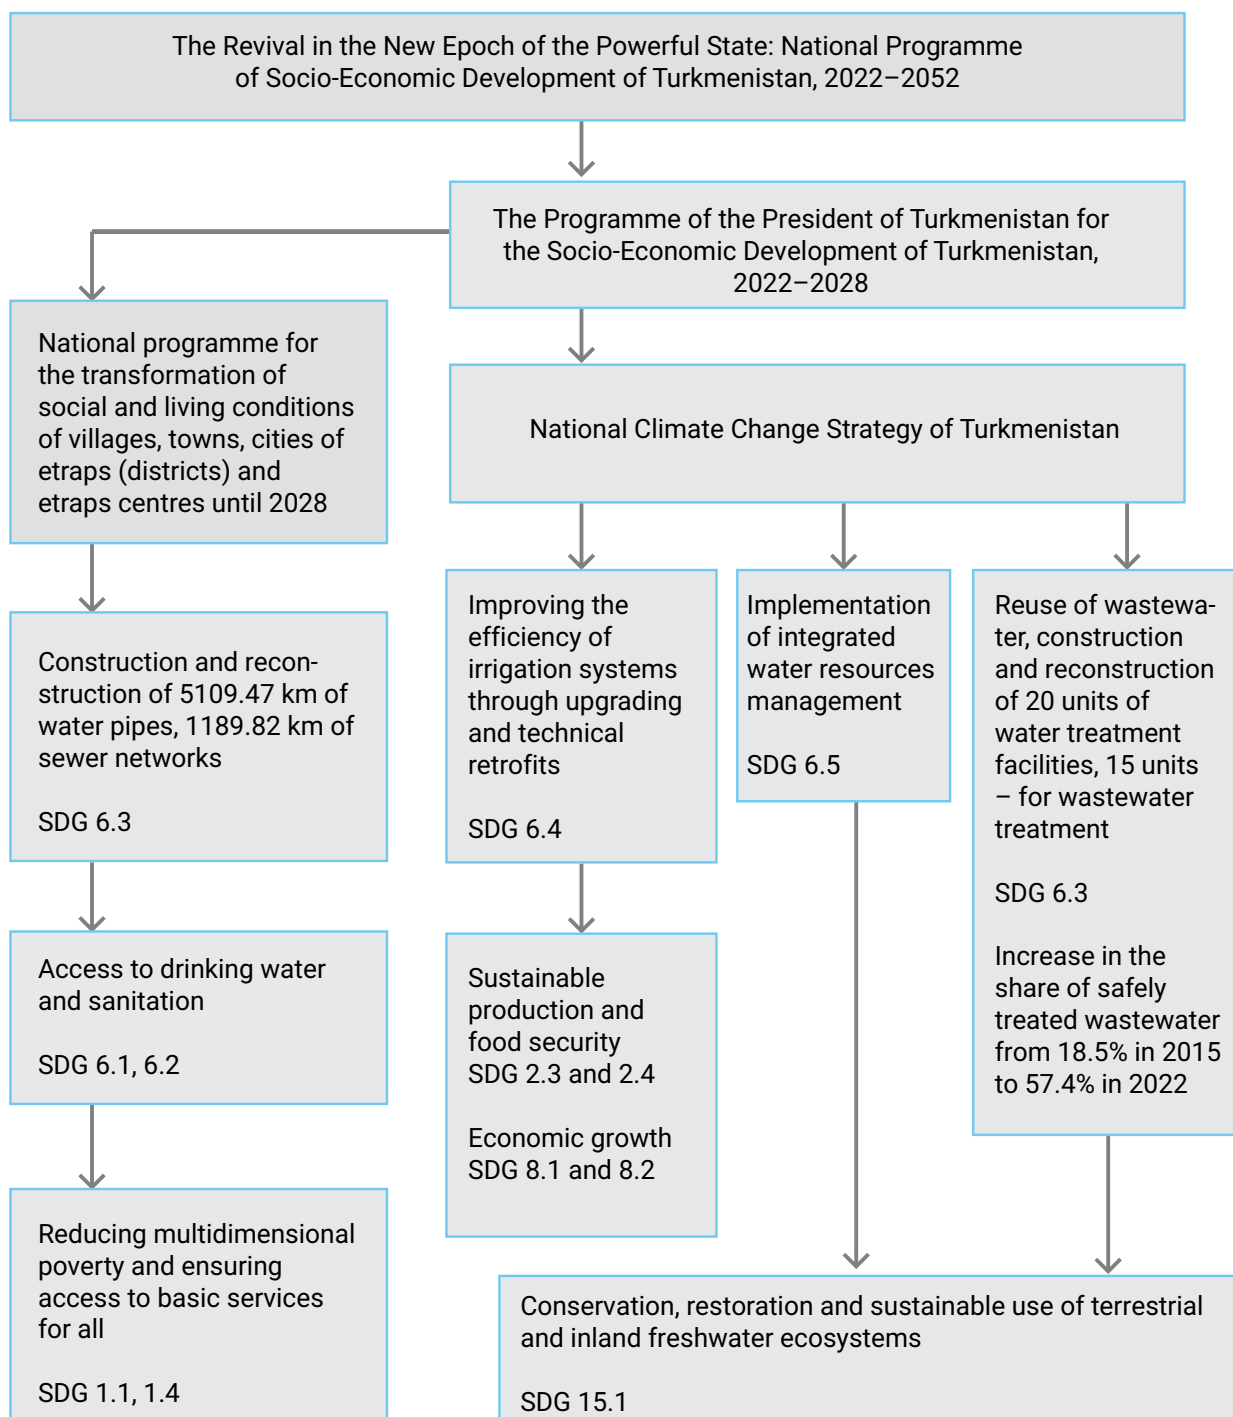 The Revival in the New Epoch of the Powerful State: National Programme
of Socio-Economic Development of Turkmenistan, 2022–2052
The Programme of the President of Turkmenistan for
the Socio-Economic Development of Turkmenistan,
2022–2028
National programme for
the transformation of
social and living conditions
of villages, towns, cities of
etraps (districts) and
etraps centres until 2028
National Climate Change Strategy of Turkmenistan
Construction and recon-
struction of 5109.47 km of
water pipes, 1189.82 km of
sewer networks
SDG 6.3
Improving the
efficiency of
irrigation systems
through upgrading
and technical
retrofits
SDG 6.4
Implementation
of integrated
water resources
management
SDG 6.5
Reuse of wastewa-
ter, construction
and reconstruction
of 20 units of
water treatment
facilities, 15 units
– for wastewater
treatment
SDG 6.3
Increase in the
share of safely
treated wastewater
from 18.5% in 2015
to 57.4% in 2022
Access to drinking water
and sanitation
SDG 6.1, 6.2
Sustainable
production and
food security
SDG 2.3 and 2.4
Economic growth
SDG 8.1 and 8.2
Reducing multidimensional
poverty and ensuring
access to basic services
for all
SDG 1.1, 1.4
Conservation, restoration and sustainable use of terrestrial
and inland freshwater ecosystems
SDG 15.1